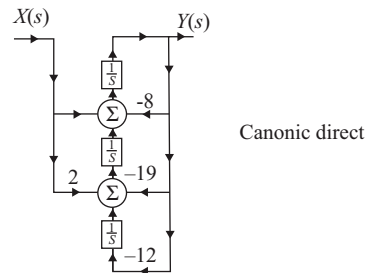 X(s) Y(s)
1/s
Σ -8
1/s
2 Σ –19
1/s
–12
Canonic direct